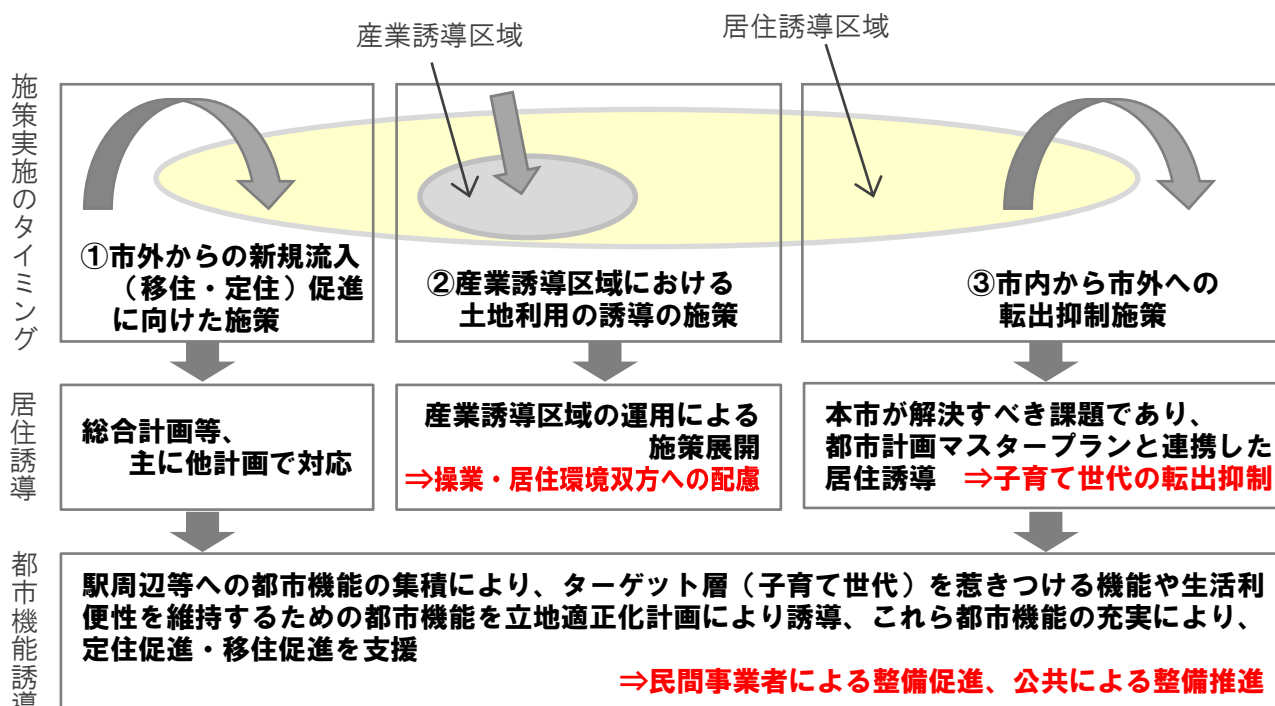 産業誘導区域
居住誘導区域
施策実施のタイミング
①市外からの新規流入
（移住・定住）促進
に向けた施策
②産業誘導区域における
土地利用の誘導の施策
③市内から市外への
転出抑制施策
居住誘導
総合計画等、
主に他計画で対応
産業誘導区域の運用による
施策展開
⇒操業・居住環境双方への配慮
本市が解決すべき課題であり、
都市計画マスタープランと連携した
居住誘導　⇒子育て世代の転出抑制
都市機能誘導
駅周辺等への都市機能の集積により、ターゲット層（子育て世代）を惹きつける機能や生活利
便性を維持するための都市機能を立地適正化計画により誘導、これら都市機能の充実により、
定住促進・移住促進を支援
⇒民間事業者による整備促進、公共による整備推進